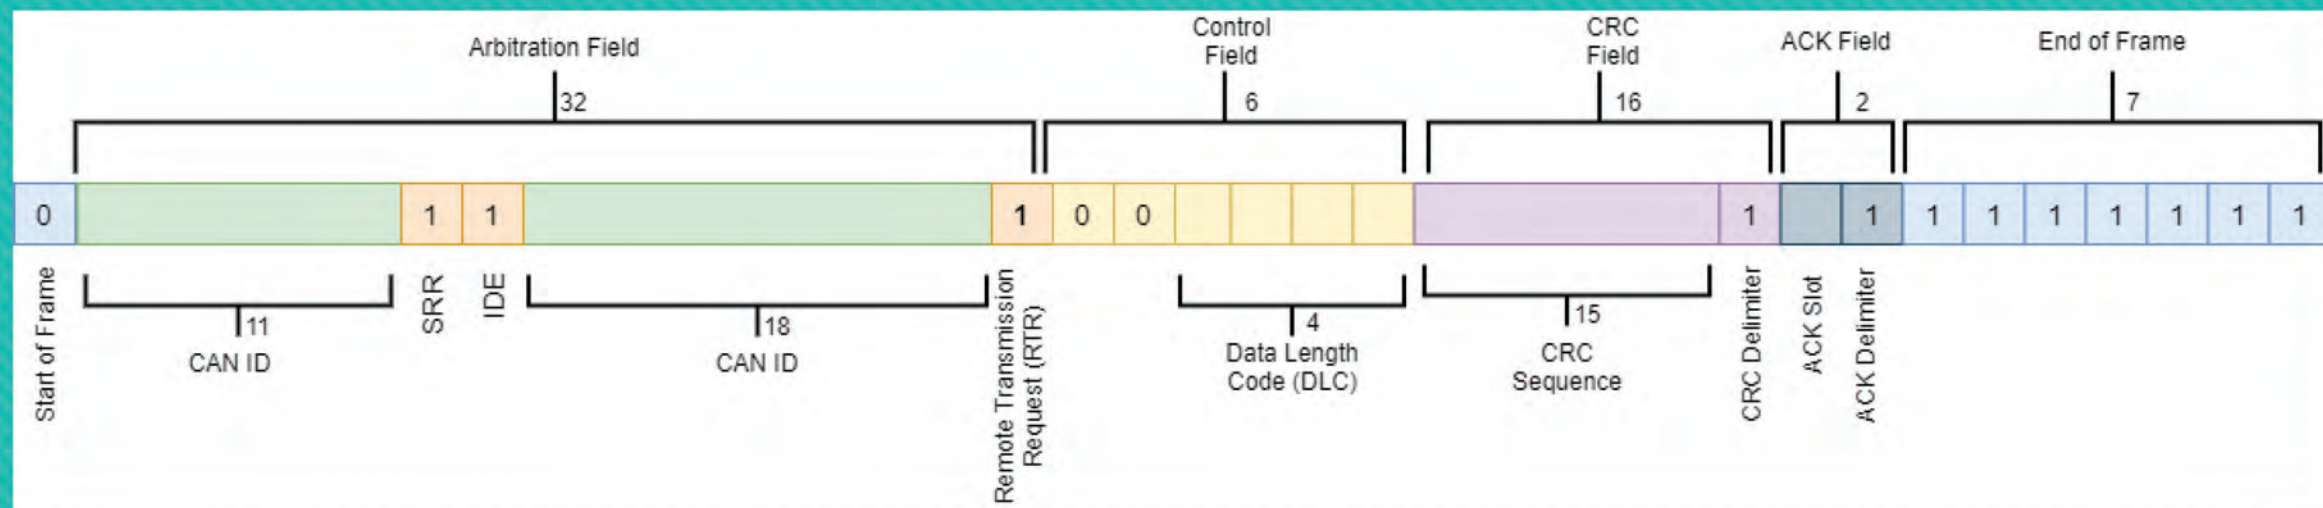 Arbitration Field
32
Control
Field
6
CRC
Field
16
ACK Field
2
End of Frame
7
0
1
1
1
0
0
1
1
1
1
1
1
1
1
1
Start of Frame
11
CAN ID
SRR
IDE
18
CAN ID
Remote Transmission
Request (RTR)
4
Data Length
Code (DLC)
15
CRC
Sequence
CRC Delimiter
ACK Slot
ACK Delimiter